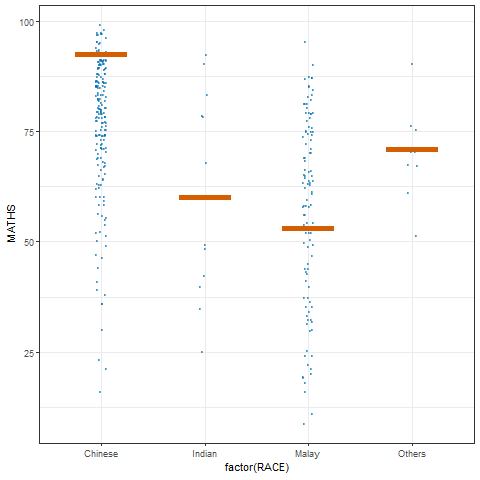 100
75
50
25
MATHS
Chinese
Indian
Malay
Others
factor(RACE)